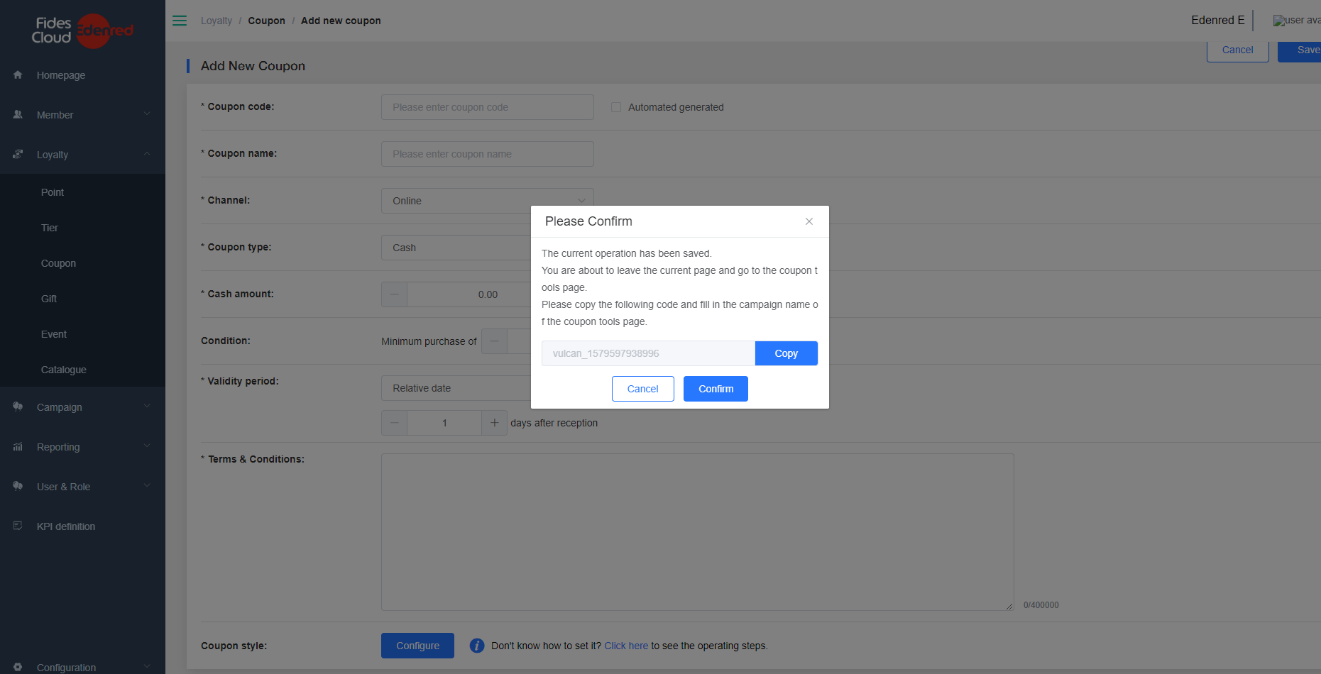 Fides
Cloud
Edenred
Loyalty / Coupon / Add new coupon
Edenred E
user ava
Homepage
Member
Loyalty
Point
Tier
Coupon
Gift
Event
Catalogue
Campaign
Reporting
User & Role
KPI definition
Configuration
Cancel
Save
Add New Coupon
* Coupon code:
Please enter coupon code
Automated generated
* Coupon name:
Please enter coupon name
* Channel:
Online
* Coupon type:
Cash
* Cash amount:
0.00
Condition:
Minimum purchase of
* Validity period:
Relative date
1
days after reception
* Terms & Conditions:
0/400000
Coupon style:
Configure
Don't know how to set it? Click here to see the operating steps.
Please Confirm
The current operation has been saved.
You are about to leave the current page and go to the coupon t
ools page.
Please copy the following code and fill in the campaign name o
f the coupon tools page.
vulcan_1579597938996
Copy
Cancel
Confirm